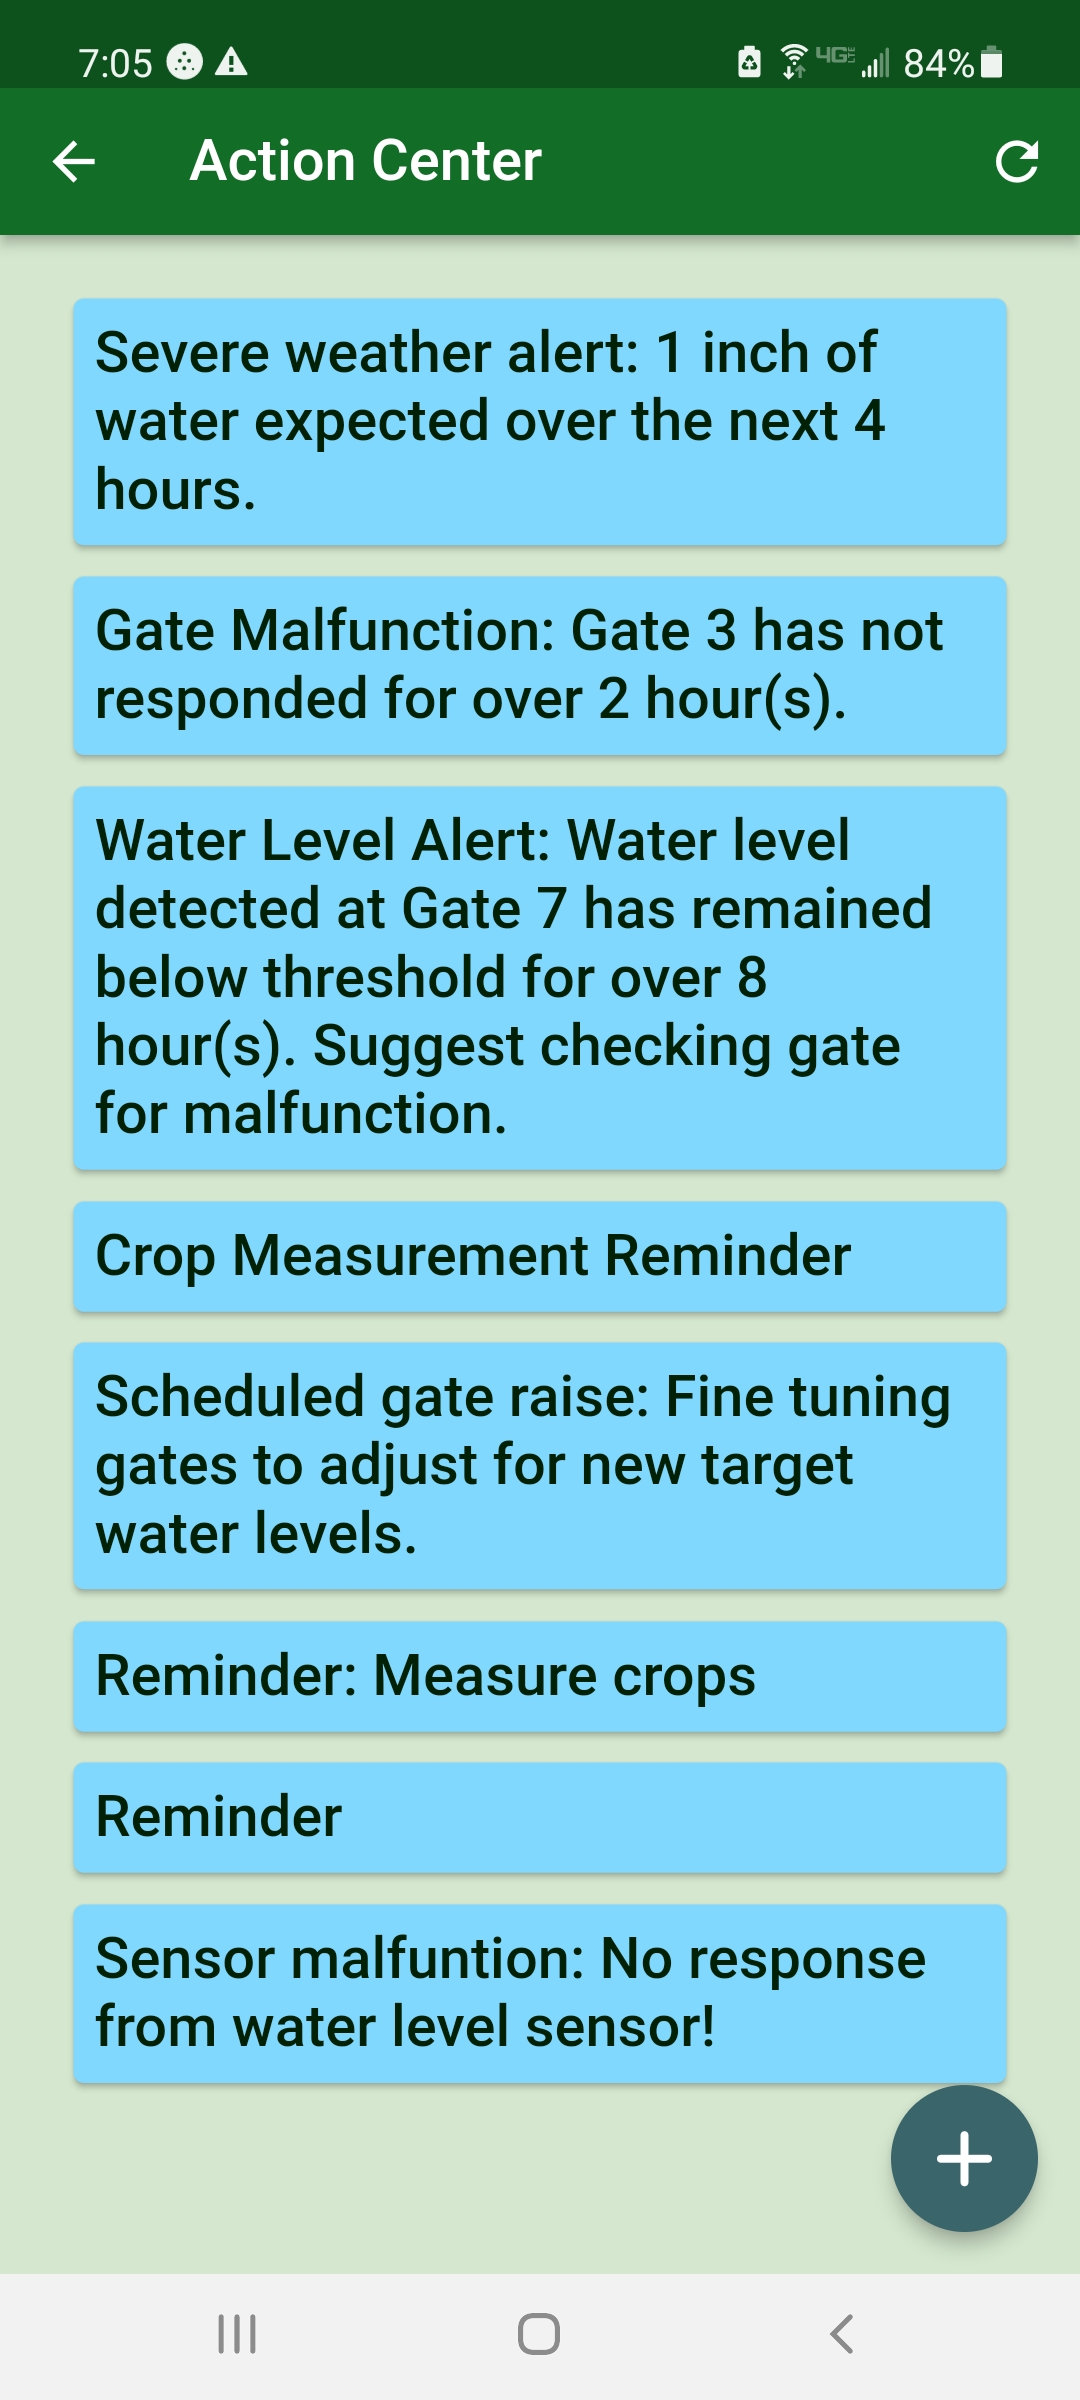 7:05
4G 84%
Action Center
Severe weather alert: 1 inch of
water expected over the next 4
hours.
Gate Malfunction: Gate 3 has not
responded for over 2 hour(s).
Water Level Alert: Water level
detected at Gate 7 has remained
below threshold for over 8
hour(s). Suggest checking gate
for malfunction.
Crop Measurement Reminder
Scheduled gate raise: Fine tuning
gates to adjust for new target
water levels.
Reminder: Measure crops
Reminder
Sensor malfuntion: No response
from water level sensor!